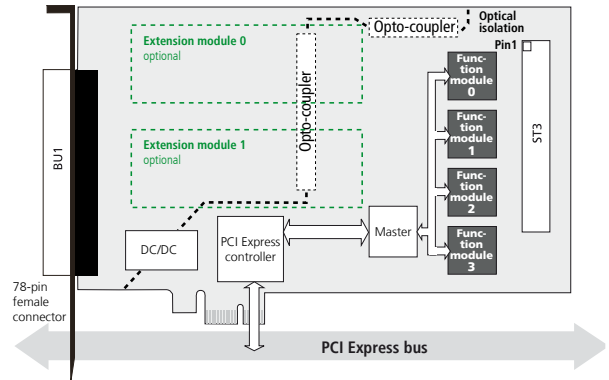 Extension module 0
optional
Opto-coupler
Optical
isolation
Pin1
Func-
tion
module
0
Opto-coupler
BU1
Extension module 1
optional
Func-
tion
module
1
ST3
Func-
tion
module
2
DC/DC
PCI Express
controller
Master
Func-
tion
module
3
78-pin
female
connector
PCI Express bus